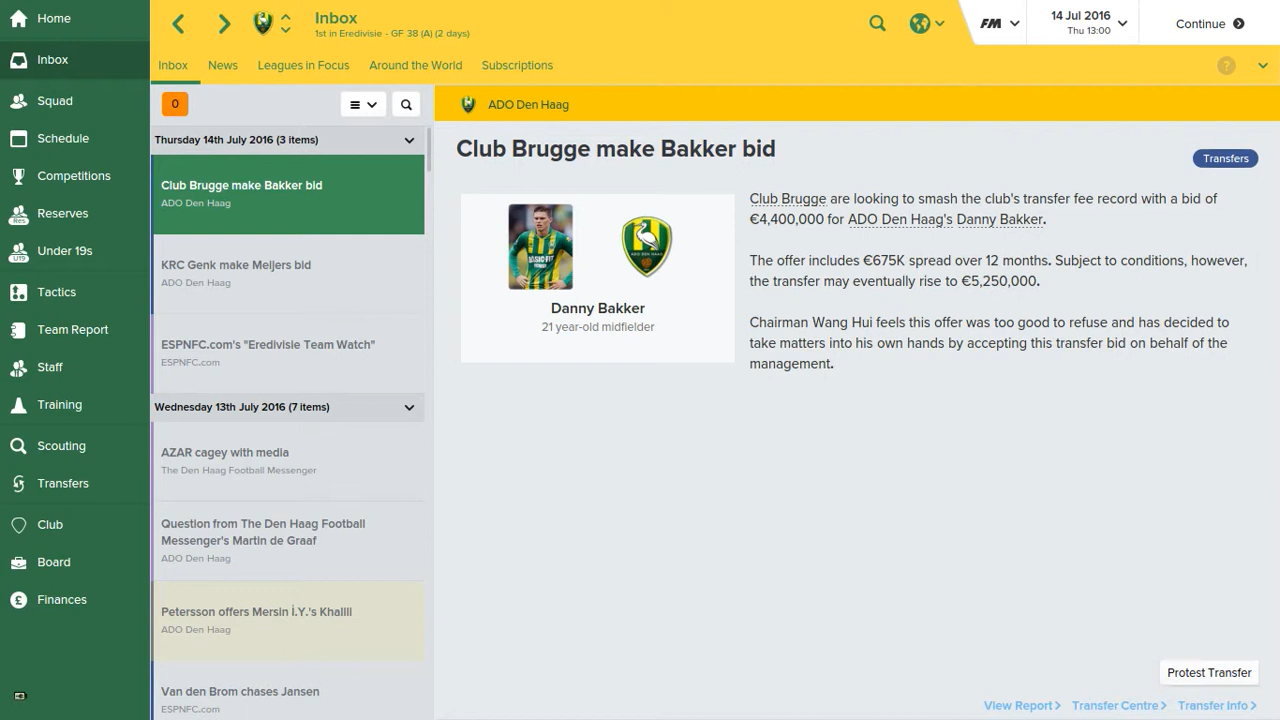 Home
Inbox
Squad
Schedule
Competitions
Res
Reserves
U19
Under 19s
Tactics
Team Report
Staff
Training
Scouting
Transfers
Club
Board
Finances
Inbox
1st in Eredivisie - GF 38 (A) (2 days)
FM
14 Jul 2016
Thu 13:00
Continue
Inbox
News
Leagues in Focus
Around the World
Subscriptions
?
0
Thursday 14th July 2016 (3 items)
Club Brugge make Bakker bid
ADO Den Haag
KRC Genk make Meijers bid
ADO Den Haag
ESPNFC.com's "Eredivisie Team Watch"
ESPNFC.com
Wednesday 13th July 2016 (7 items)
AZAR cagey with media
The Den Haag Football Messenger
Question from The Den Haag Football
Messenger's Martin de Graaf
ADO Den Haag
Petersson offers Mersin İ.Y.'s Khalili
ADO Den Haag
Van den Brom chases Jansen
ESPNFC.com
ADO Den Haag
Club Brugge make Bakker bid
Transfers
Danny Bakker
21 year-old midfielder
Club Brugge are looking to smash the club's transfer fee record with a bid of
€4,400,000 for ADO Den Haag's Danny Bakker.
The offer includes €675K spread over 12 months. Subject to conditions, however,
the transfer may eventually rise to €5,250,000.
Chairman Wang Hui feels this offer was too good to refuse and has decided to
take matters into his own hands by accepting this transfer bid on behalf of the
management.
Protest Transfer
View Report
Transfer Centre
Transfer Info